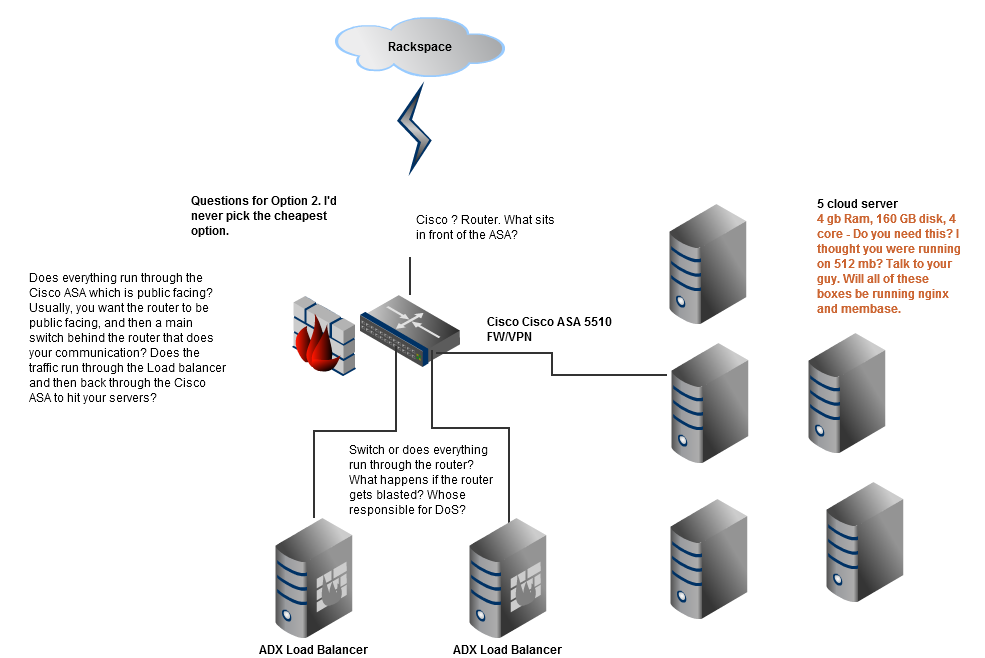 Rackspace
Questions for Option 2. I'd
never pick the cheapest
option.
Cisco ? Router. What sits
in front of the ASA?
5 cloud server
4 gb Ram, 160 GB disk, 4
core - Do you need this? I
thought you were running
on 512 mb? Talk to your
guy. Will all of these
boxes be running nginx
and membase.
Does everything run through the
Cisco ASA which is public facing?
Usually, you want the router to be
public facing, and then a main
switch behind the router that does
your communication? Does the
traffic run through the Load balancer
and then back through the Cisco
ASA to hit your servers?
Cisco Cisco ASA 5510
FW/VPN
Switch or does everything
run through the router?
What happens if the router
gets blasted? Whose
responsible for DoS?
ADX Load Balancer
ADX Load Balancer